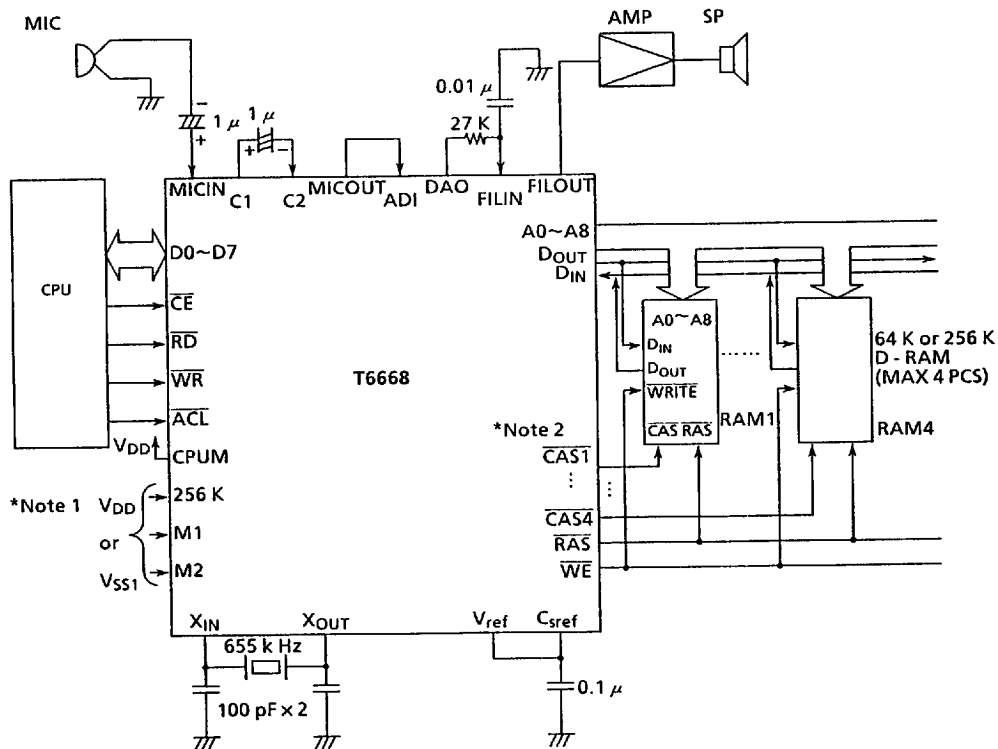 MIC
AMP
SP
0.01 μ
27 K
−
1 μ
+
1 μ
+
−
MICIN
C1
C2
MICOUT
ADI
DAO
FILIN
FILOUT
CPU
D0~D7
CE
RD
WR
ACL
VDD
CPUM
*Note 1
VDD
or
VSS1
256 K
M1
M2
T6668
A0~A8
DOUT
DIN
A0~A8
DIN
DOUT
WRITE
CAS RAS
RAM1
......
64 K or 256 K
D - RAM
(MAX 4 PCS)
RAM4
*Note 2
CAS1
CAS4
RAS
WE
XIN
XOUT
Vref
Csref
655 k Hz
100 pF × 2
0.1 μ